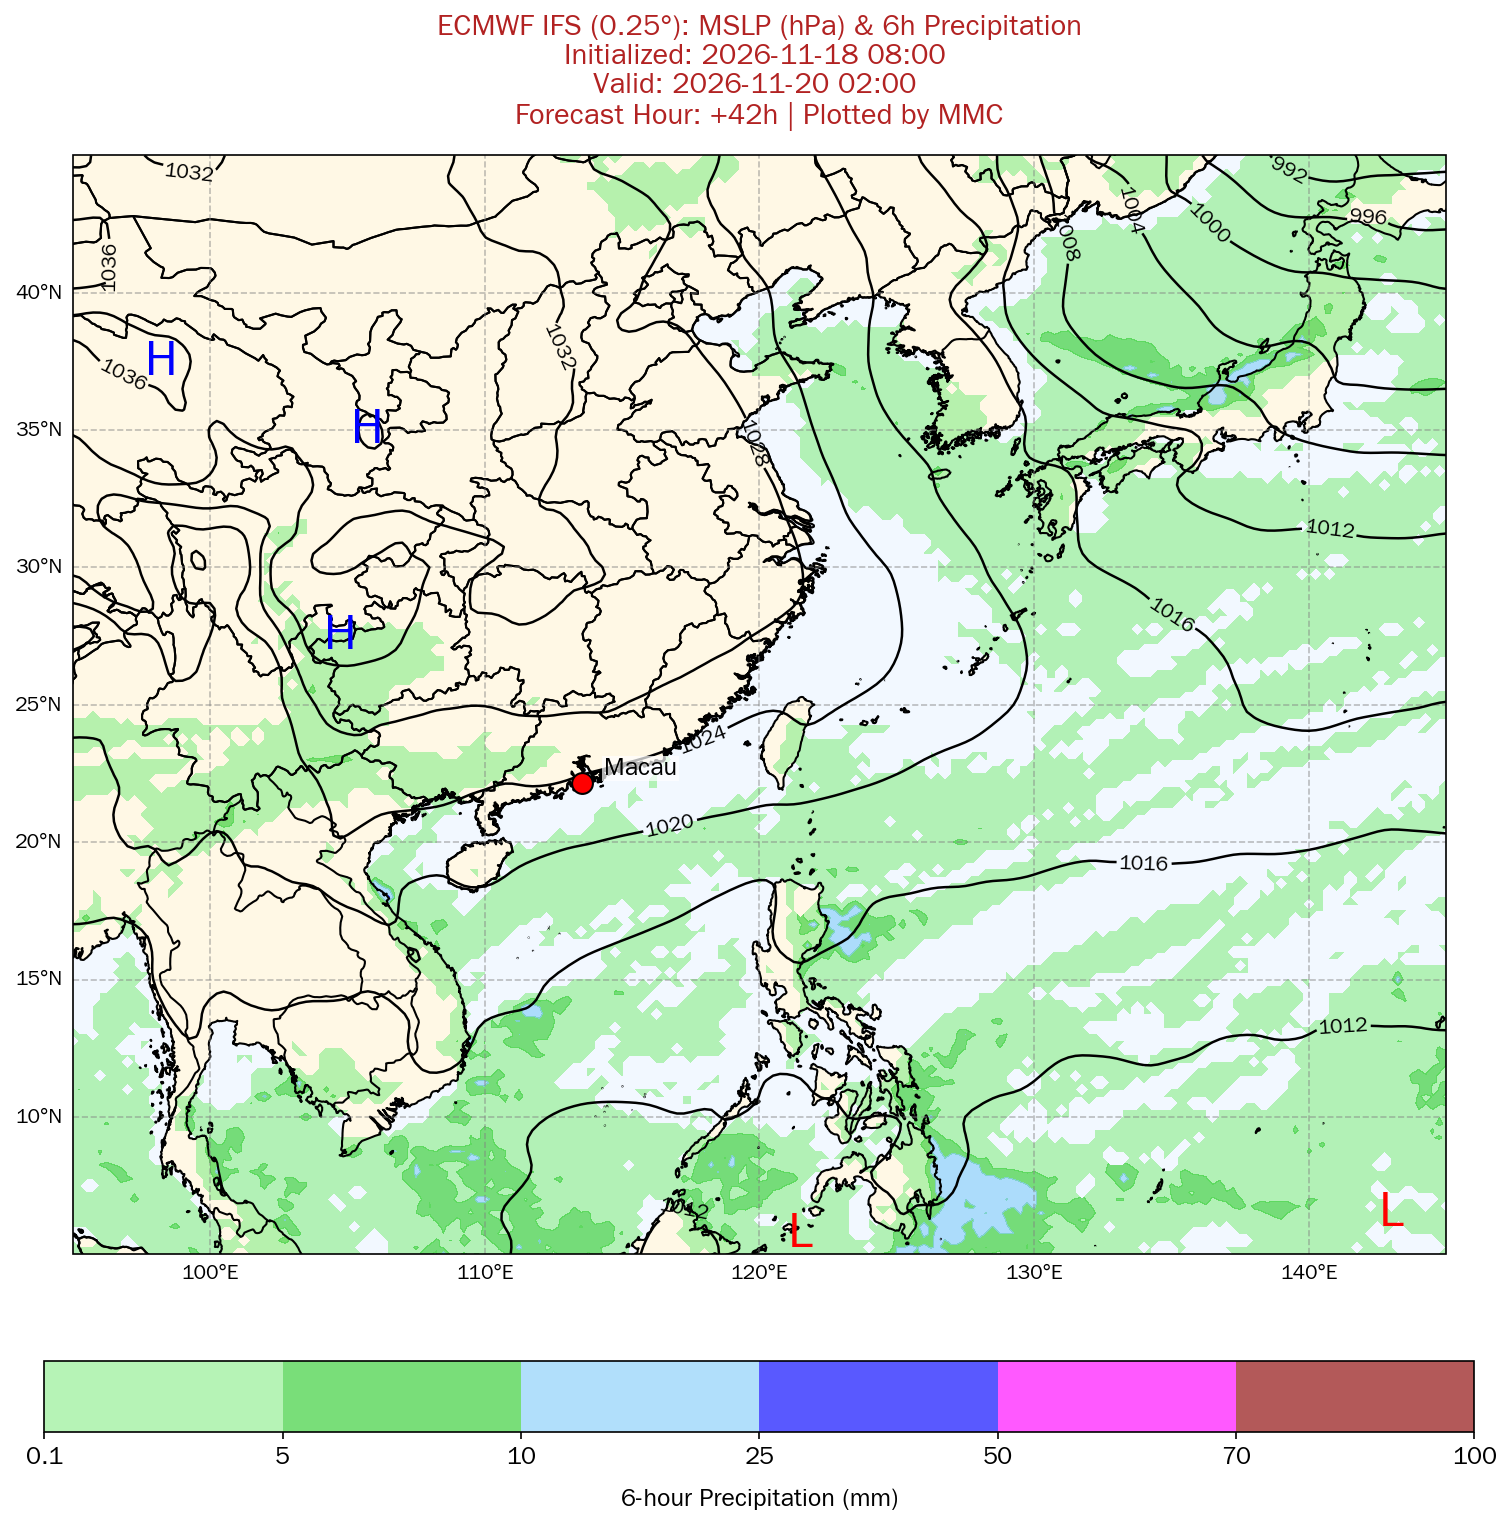 ECMWF IFS (0.25°): MSLP (hPa) & 6h Precipitation
Initialized: 2026-11-18 08:00
Valid: 2026-11-20 02:00
Forecast Hour: +42h | Plotted by MMC
1032
992
1004
1000
996
1036
008
40°N
H
1032
1036
H
35°N
1028
1012
30°N
1016
H
25°N
1024
Macau
1020
20°N
1016
15°N
1012
10°N
1012
L
L
100°E 110°E 120°E 130°E 140°E
0.1 5 10 25 50 70 100
6-hour Precipitation (mm)